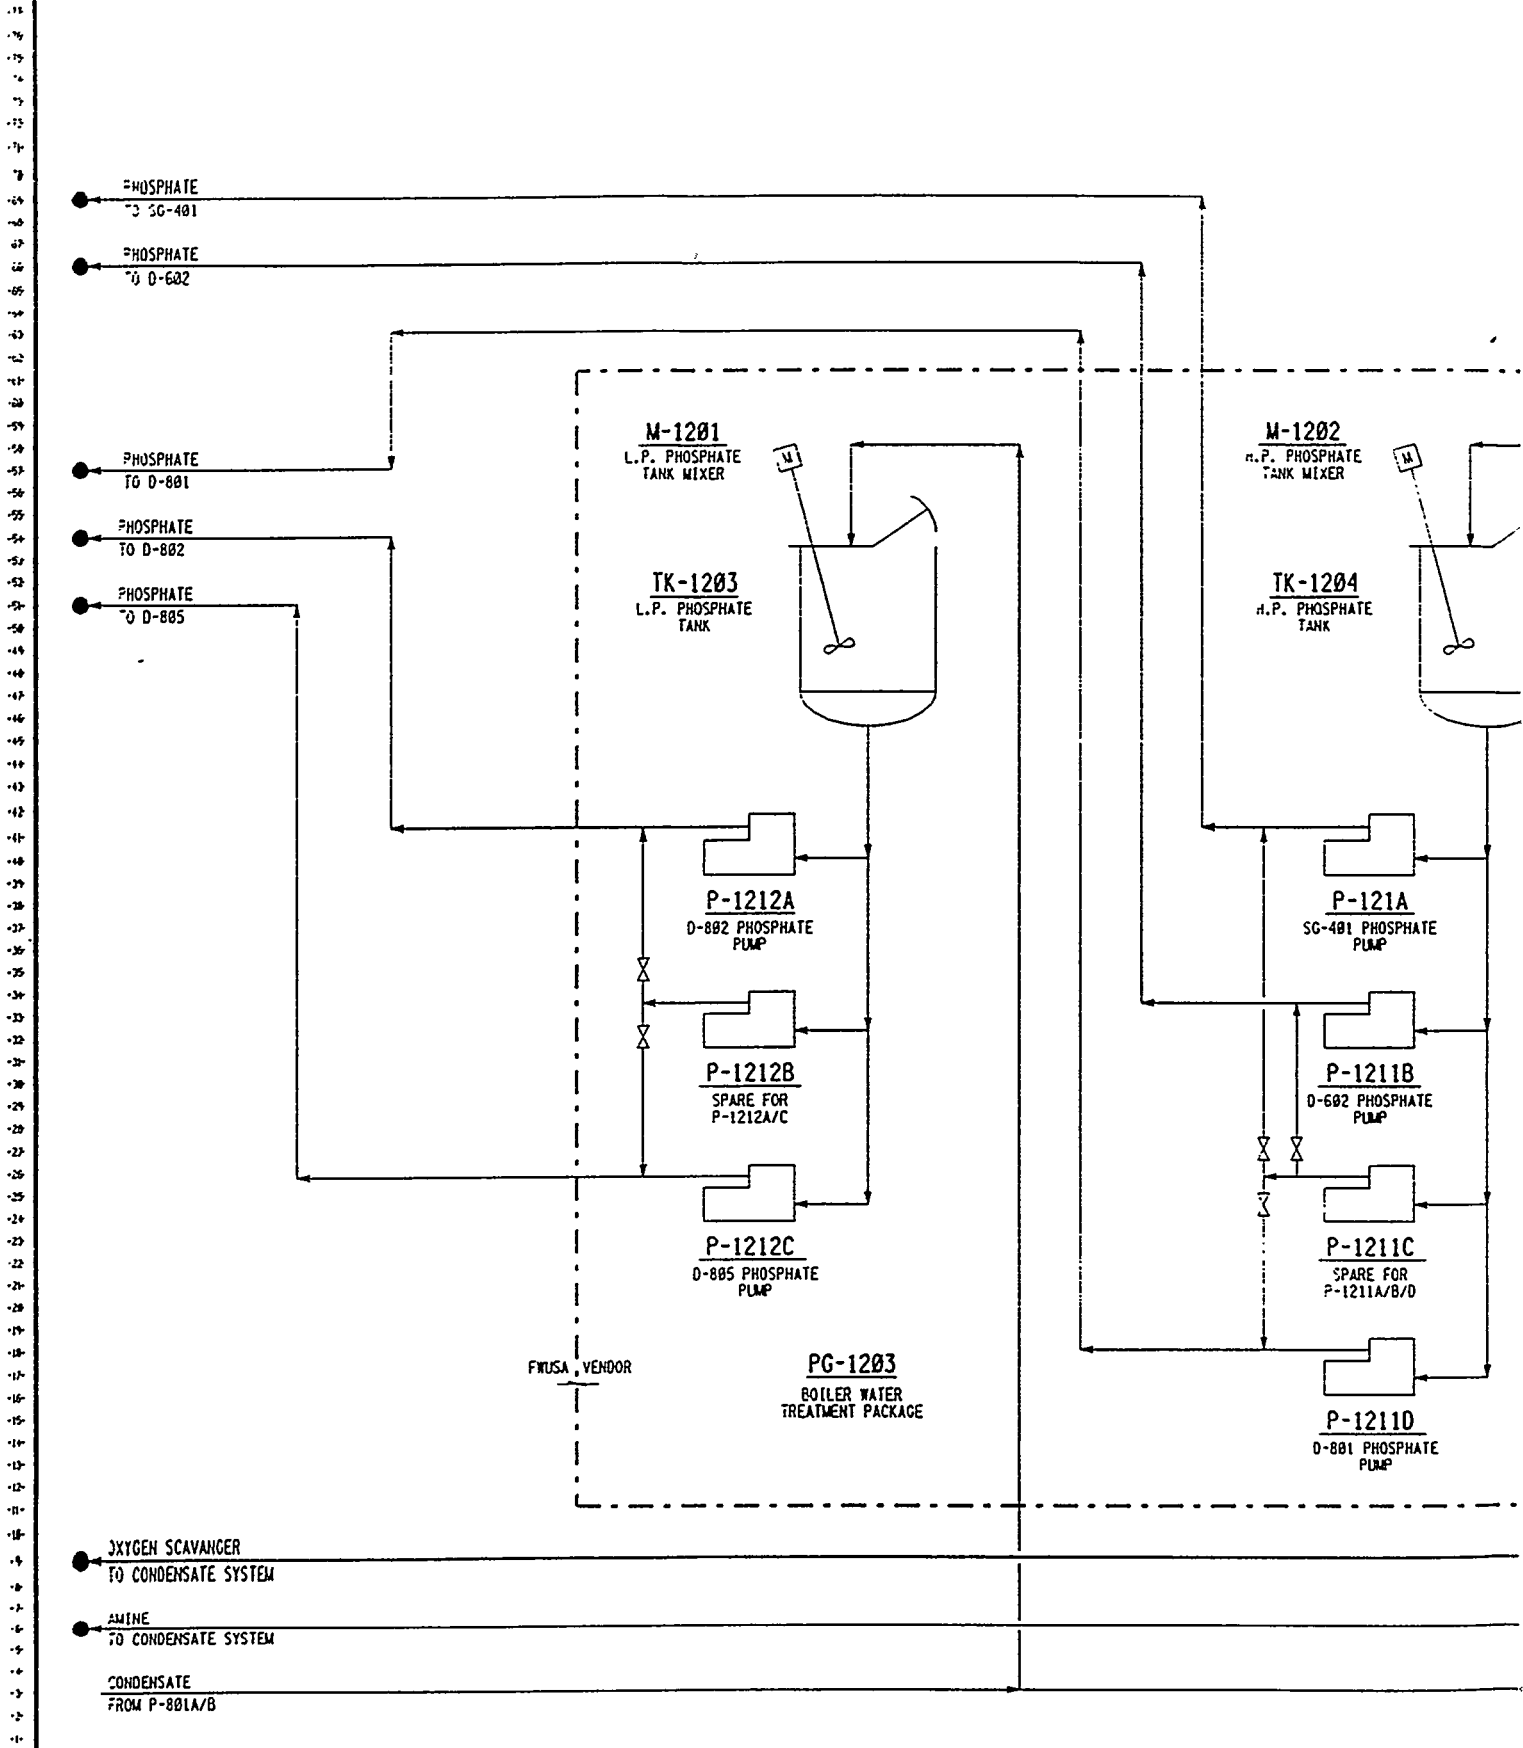 PHOSPHATE
TO SG-401
PHOSPHATE
TO D-602
PHOSPHATE
TO D-801
PHOSPHATE
TO D-802
PHOSPHATE
TO D-805
M-1201
L.P. PHOSPHATE
TANK MIXER
M
TK-1203
L.P. PHOSPHATE
TANK
M-1202
H.P. PHOSPHATE
TANK MIXER
M
TK-1204
H.P. PHOSPHATE
TANK
P-1212A
D-802 PHOSPHATE
PUMP
P-1212B
SPARE FOR
P-1212A/C
P-1212C
D-805 PHOSPHATE
PUMP
P-121A
SG-401 PHOSPHATE
PUMP
P-1211B
D-602 PHOSPHATE
PUMP
P-1211C
SPARE FOR
P-1211A/B/D
P-1211D
D-801 PHOSPHATE
PUMP
FWUSA VENDOR
PG-1203
BOILER WATER
TREATMENT PACKAGE
OXYGEN SCAVANGER
TO CONDENSATE SYSTEM
AMINE
TO CONDENSATE SYSTEM
CONDENSATE
FROM P-801A/B